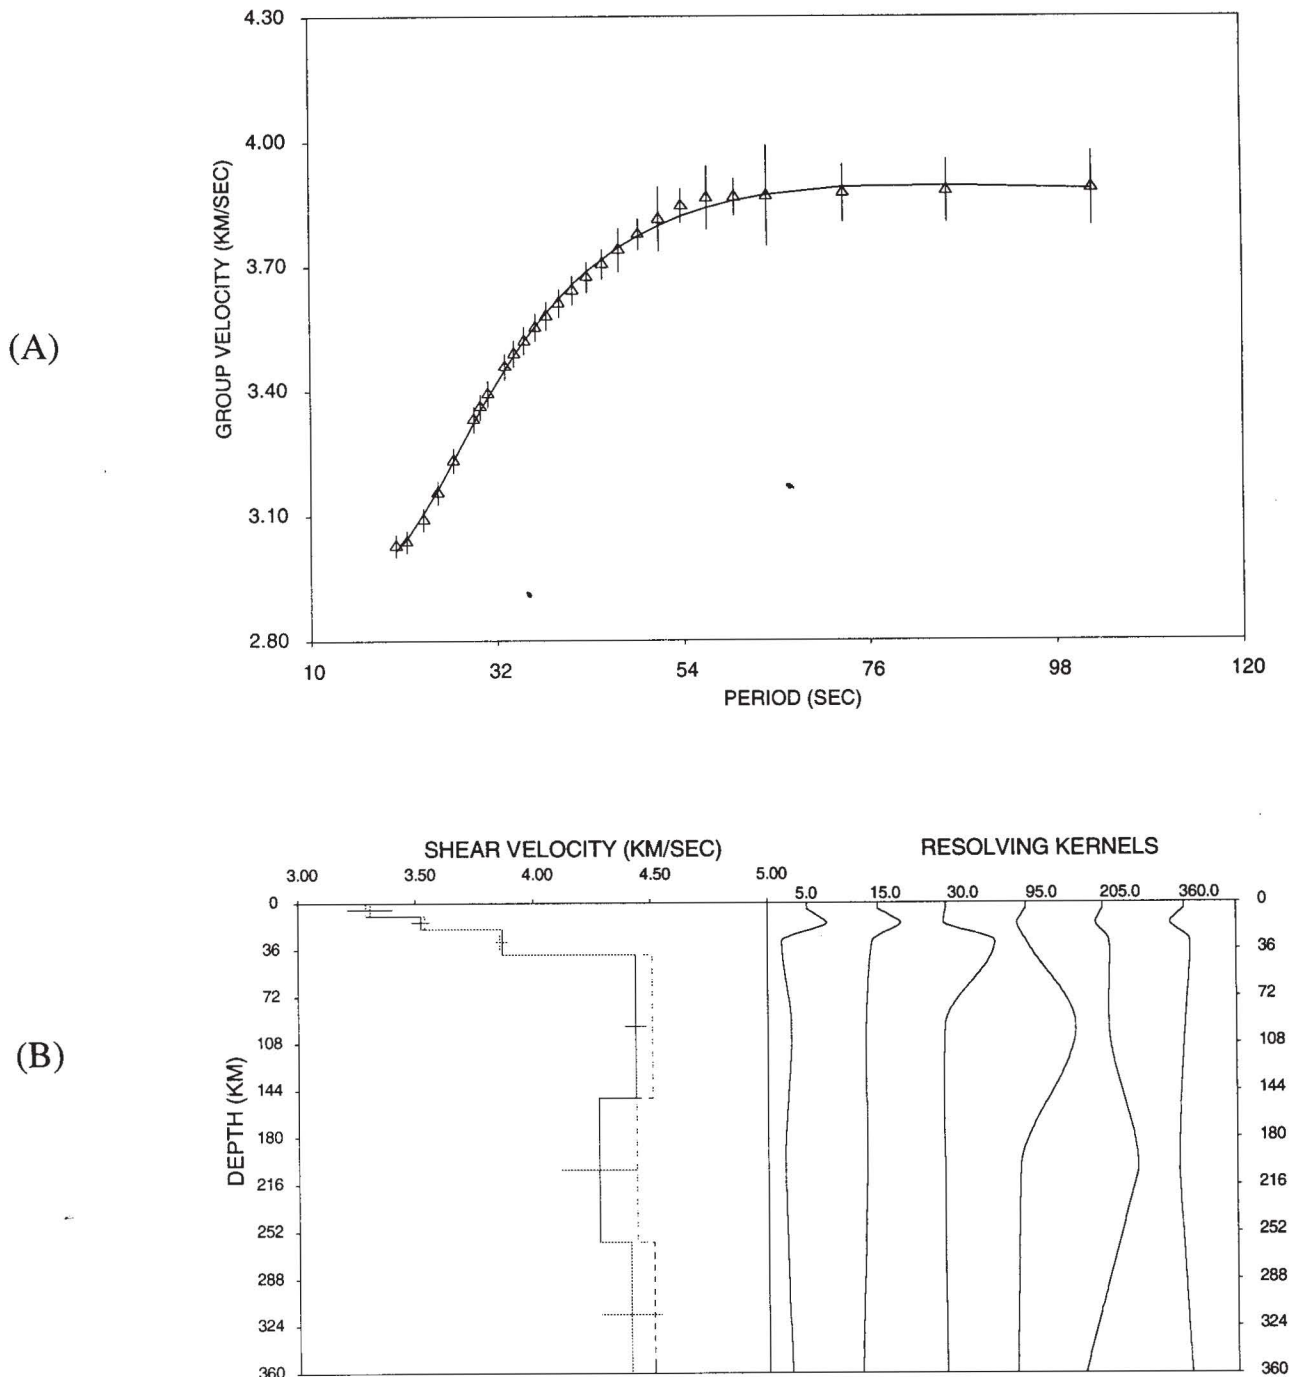 (A)
GROUP VELOCITY (KM/SEC)
4.30
4.00
3.70
3.40
3.10
2.80
10 32 54 76 98 120
PERIOD (SEC)
(B)
SHEAR VELOCITY (KM/SEC) RESOLVING KERNELS
3.00 3.50 4.00 4.50 5.00
5.0 15.0 30.0 95.0 205.0 360.0
DEPTH (KM)
0 0
36 36
72 72
108 108
144 144
180 180
216 216
252 252
288 288
324 324
360 360